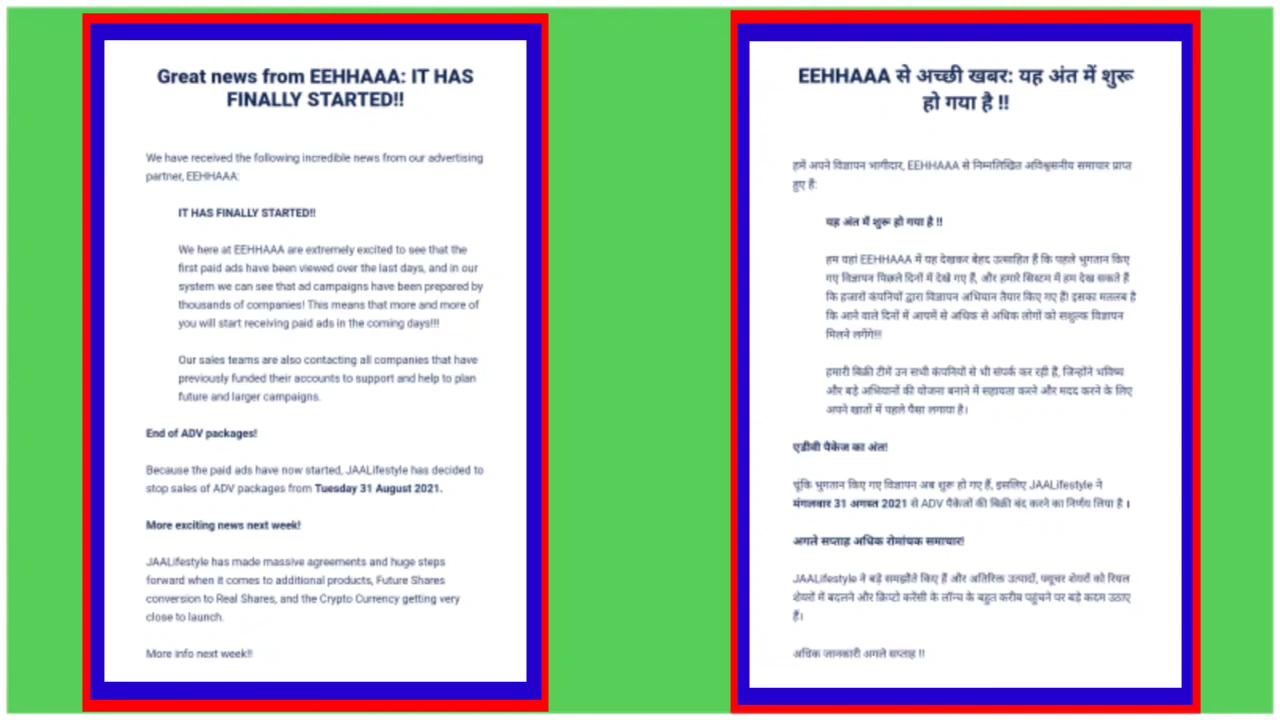 Great news from EEHHAAA: IT HAS
FINALLY STARTED!!
We have received the following incredible news from our advertising
partner, EEHHAAA:
IT HAS FINALLY STARTED!!
We here at EEHHAAA are extremely excited to see that the
first paid ads have been viewed over the last days, and in our
system we can see that ad campaigns have been prepared by
thousands of companies! This means that more and more of
you will start receiving paid ads in the coming days!!!
Our sales teams are also contacting all companies that have
previously funded their accounts to support and help to plan
future and larger campaigns.
End of ADV packages!
Because the paid ads have now started, JAALifestyle has decided to
stop sales of ADV packages from Tuesday 31 August 2021.
More exciting news next week!
JAALifestyle has made massive agreements and huge steps
forward when it comes to additional products, Future Shares
conversion to Real Shares, and the Crypto Currency getting very
close to launch.
More info next week!!
EEHHAAA से अच्छी खबर: यह अंत में शुरू
हो गया है !!
हमें अपने विज्ञापन भागीदार, EEHHAAA से निम्नलिखित अविश्वसनीय समाचार प्राप्त
हुए हैं:
यह अंत में शुरू हो गया है !!
हम यहां EEHHAAA में यह देखकर बेहद उत्साहित हैं कि पहले भुगतान किए
गए विज्ञापन पिछले दिनों में देखे गए हैं, और हमारे सिस्टम में हम देख सकते हैं
कि हजारों कंपनियों द्वारा विज्ञापन अभियान तैयार किए गए हैं! इसका मतलब है
कि आने वाले दिनों में आपमें से अधिक से अधिक लोगों को सशुल्क विज्ञापन
मिलने लगेंगे!!!
हमारी बिक्री टीमें उन सभी कंपनियों से भी संपर्क कर रही हैं, जिन्होंने भविष्य
और बड़े अभियानों की योजना बनाने में सहायता करने और मदद करने के लिए
अपने खातों में पहले पैसा लगाया है।
एडीवी पैकेज का अंत!
चूंकि भुगतान किए गए विज्ञापन अब शुरू हो गए हैं, इसलिए JAALifestyle ने
मंगलवार 31 अगस्त 2021 से ADV पैकेजों की बिक्री बंद करने का निर्णय लिया है ।
अगले सप्ताह अधिक रोमांचक समाचार!
JAALifestyle ने बड़े समझौते किए हैं और अतिरिक्त उत्पादों, फ्यूचर शेयरों को रियल
शेयरों में बदलने और क्रिप्टो करेंसी के लॉन्च के बहुत करीब पहुंचने पर बड़े कदम उठाए
हैं।
अधिक जानकारी अगले सप्ताह !!